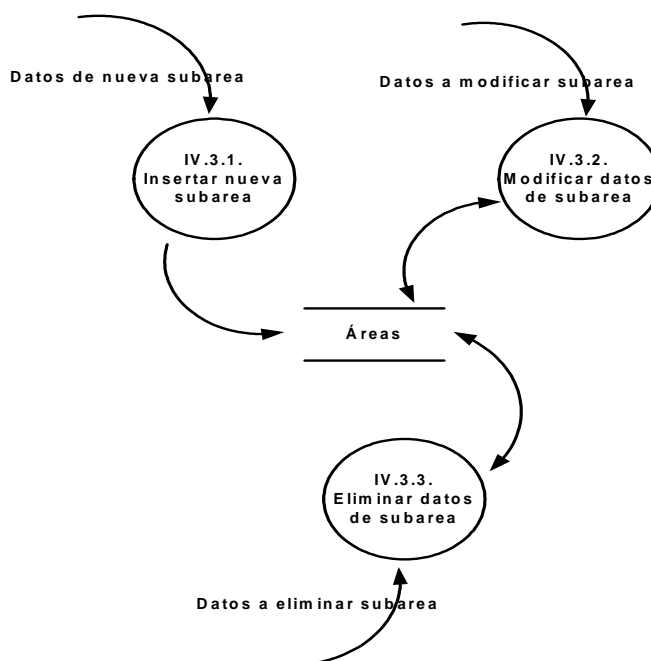 Datos de nueva subarea
Datos a modificar subarea
IV.3.1.
Insertar nueva
subarea
IV.3.2.
Modificar datos
de subarea
Áreas
IV.3.3.
Eliminar datos
de subarea
Datos a eliminar subarea